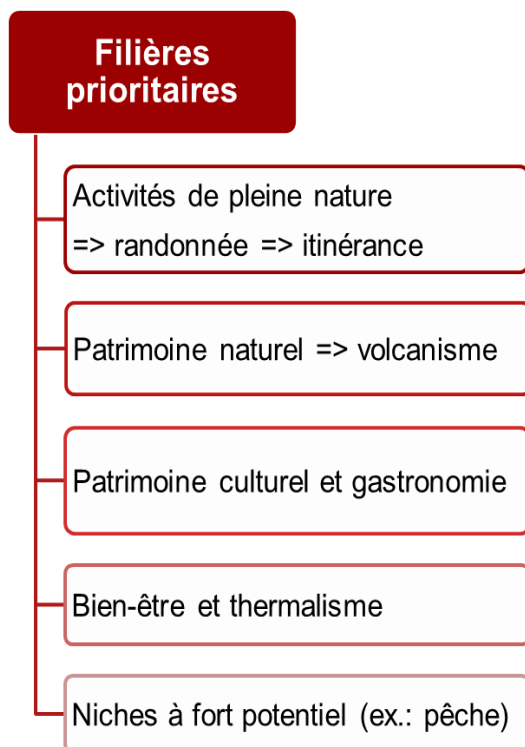 Filières
prioritaires
Activités de pleine nature
=> randonnée => itinérance
Patrimoine naturel => volcanisme
Patrimoine culturel et gastronomie
Bien-être et thermalisme
Niches à fort potentiel (ex.: pêche)